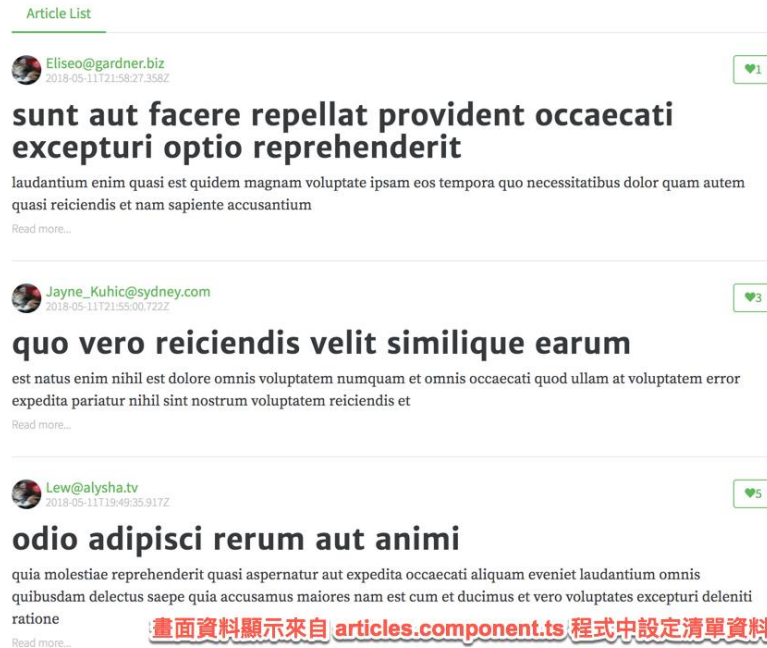 Article List
Eliseo@gardner.biz
2018-05-11T21:58:27.358Z
1
sunt aut facere repellat provident occaecati
excepturi optio reprehenderit
laudantium enim quasi est quidem magnam voluptate ipsam eos tempora quo necessitatibus dolor quam autem
quasi reiciendis et nam sapiente accusantium
Read more...
Jayne_Kuhic@sydney.com
2018-05-11T21:55:00.722Z
3
quo vero reiciendis velit similique earum
est natus enim nihil est dolore omnis voluptatem numquam et omnis occaecati quod ullam at voluptatem error
expedita pariatur nihil sint nostrum voluptatem reiciendis et
Read more...
Lew@alysha.tv
2018-05-11T19:49:35.917Z
5
odio adipisci rerum aut animi
quia molestiae reprehenderit quasi aspernatur aut expedita occaecati aliquam eveniet laudantium omnis
quibusdam delectus saepe quia accusamus maiores nam est cum et ducimus et vero voluptates excepturi deleniti
ratione
畫面資料顯示來自 articles.component.ts 程式中設定清單資料
Read more...